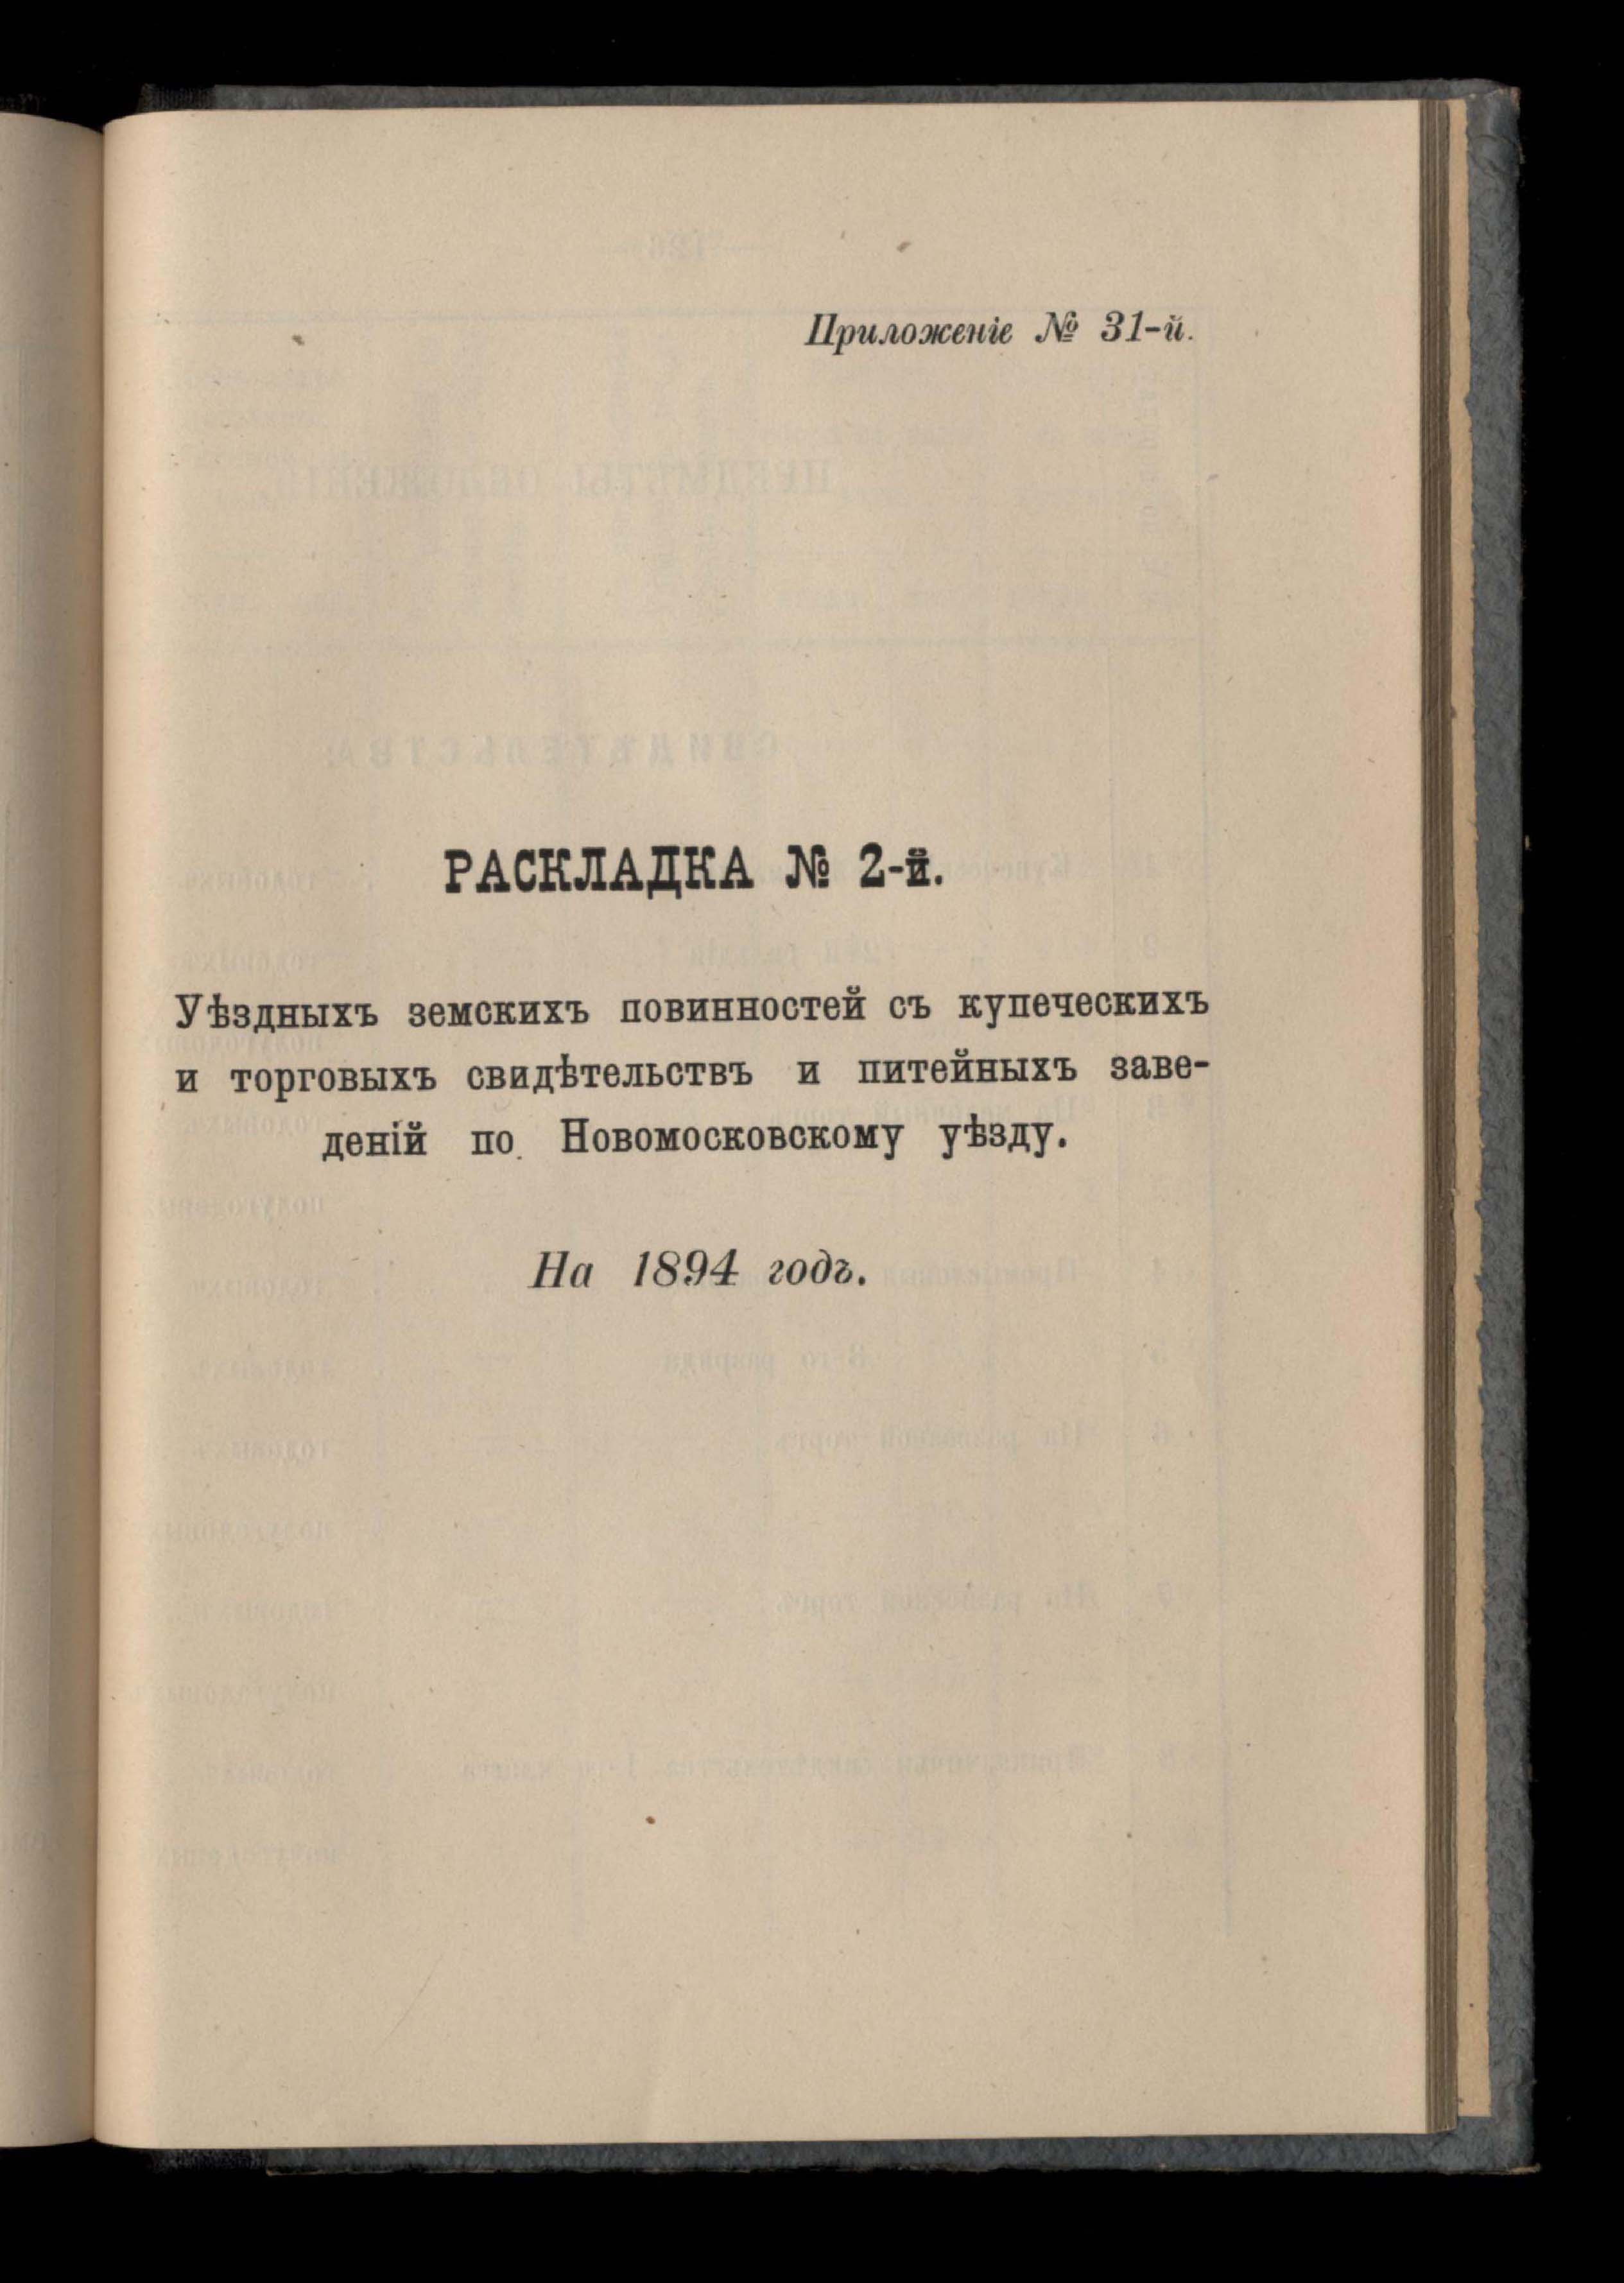 Приложеніе № 31-й.
РАСКЛАДКА № 2-й.
Уѣздныхъ земскихъ повинностей съ купеческихъ
и торговыхъ свидѣтельствъ и питейныхъ заве-
деній по Новомосковскому уѣзду.
На 1894 годъ.